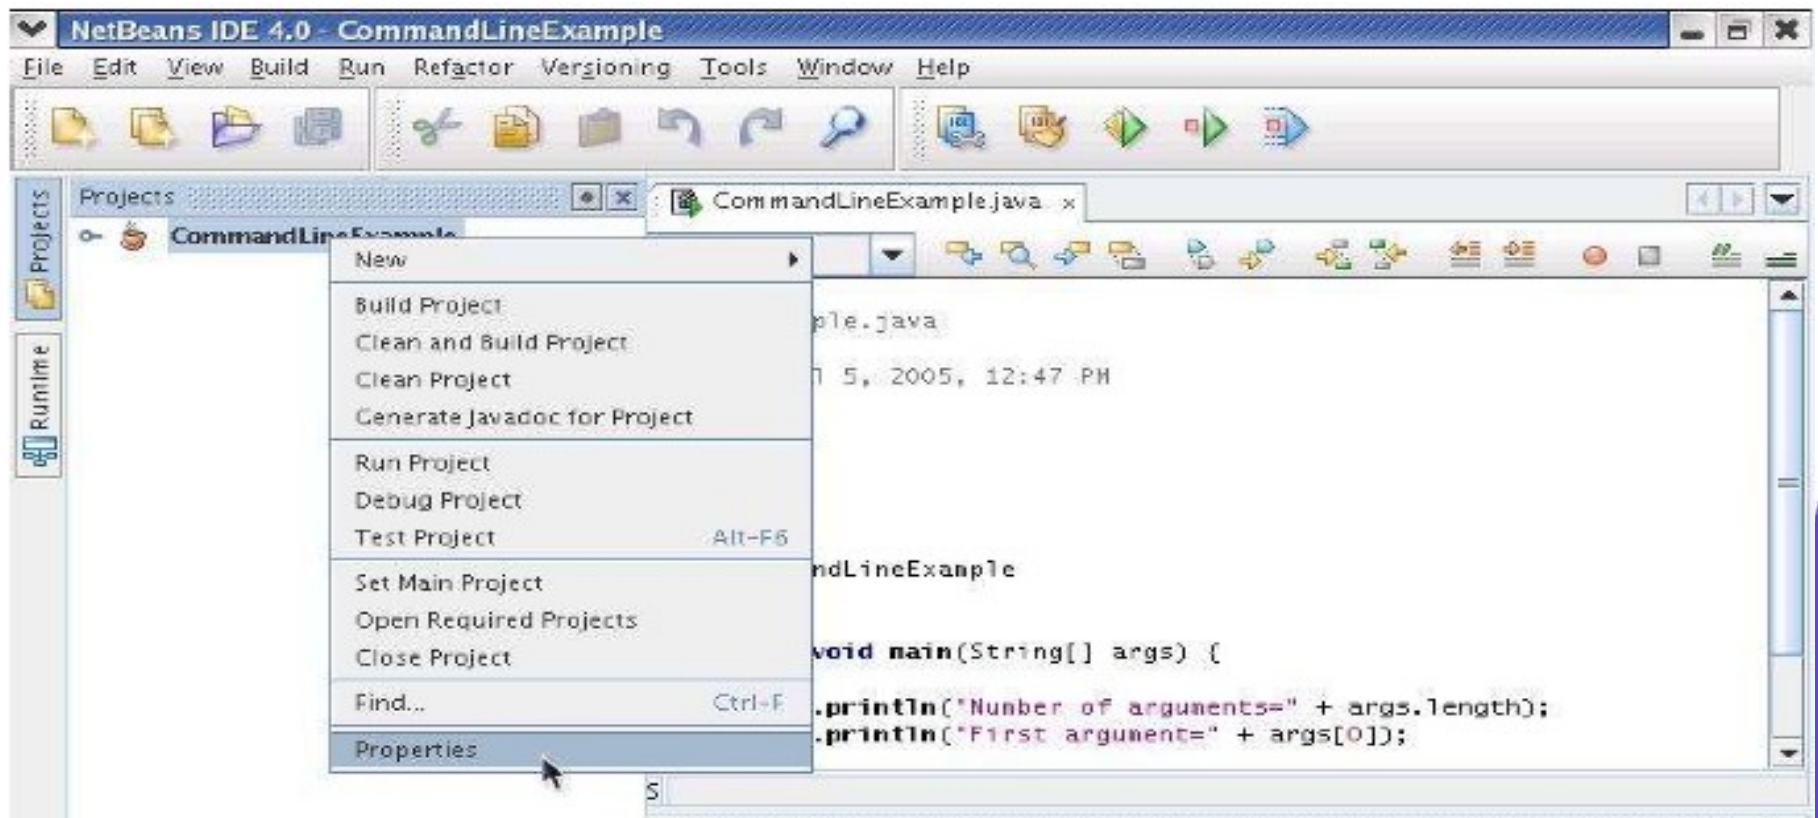 NetBeans IDE 4.0 - CommandLineExample
File Edit View Build Run Refactor Versioning Tools Window Help
Projects
Runtime
Projects
CommandLineExample.java
CommandLineExample
New
Build Project
Clean and Build Project
Clean Project
Generate Javadoc for Project
Run Project
Debug Project
Test Project Alt-F6
Set Main Project
Open Required Projects
Close Project
Find... Ctrl-F
Properties
ple.java
5, 2005, 12:47 PM
ndLineExample
void main(String[] args) {
.println("Number of arguments=" + args.length);
.println("First argument=" + args[0]);
S